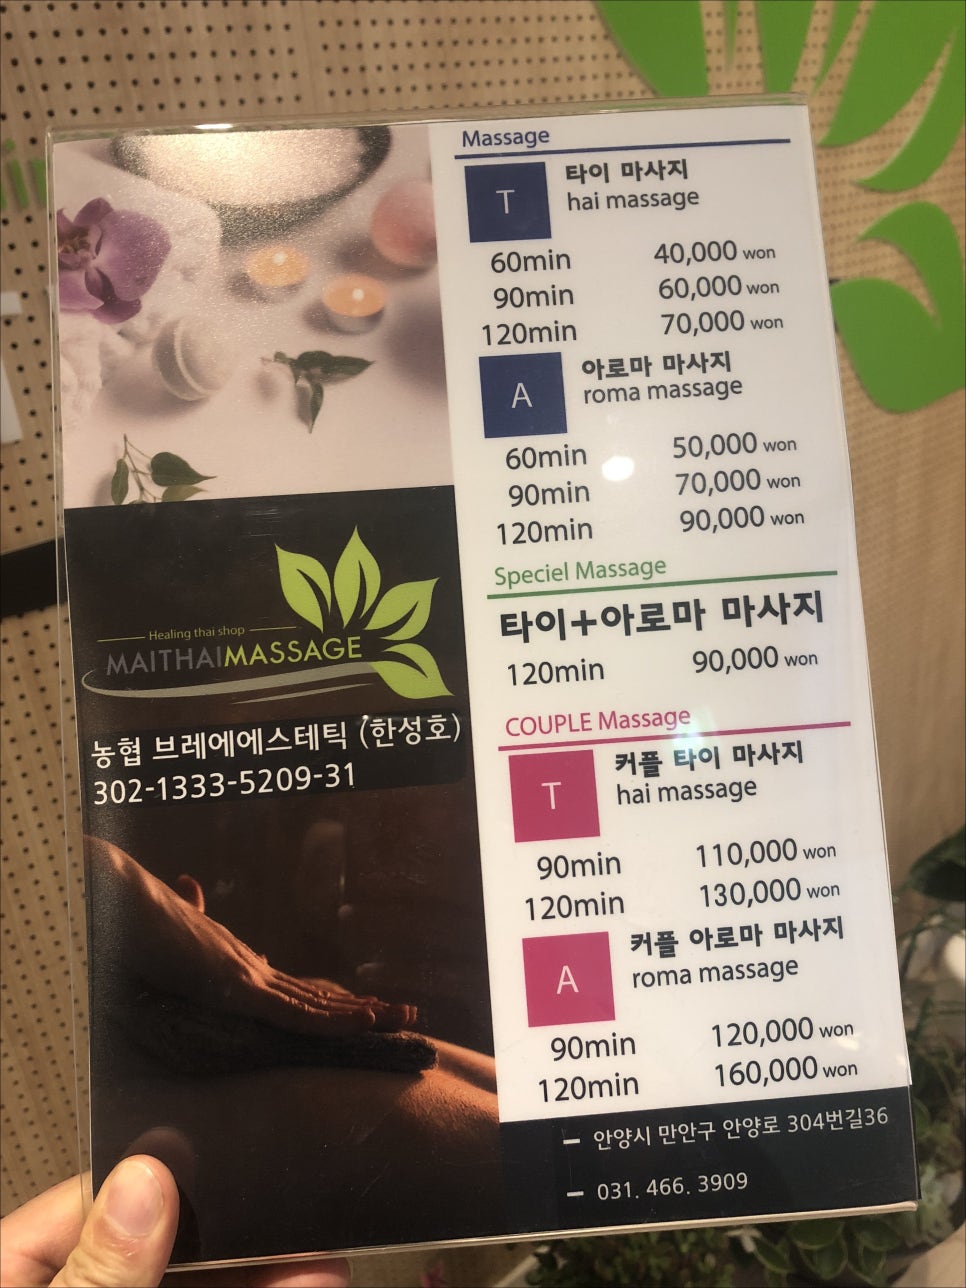 Massage
T
타이 마사지
hai massage
60min 40,000 won
90min 60,000 won
120min 70,000 won
A
아로마 마사지
roma massage
60min 50,000 won
90min 70,000 won
120min 90,000 won
Speciel Massage
타이+아로마 마사지
120min 90,000 won
COUPLE Massage
T
커플 타이 마사지
hai massage
90min 110,000 won
120min 130,000 won
A
커플 아로마 마사지
roma massage
90min 120,000 won
120min 160,000 won
Healing thai shop
MAITHAIMASSAGE
농협 브레에에스테틱 (한성호)
302-1333-5209-31
안양시 만안구 안양로 304번길36
031. 466. 3909